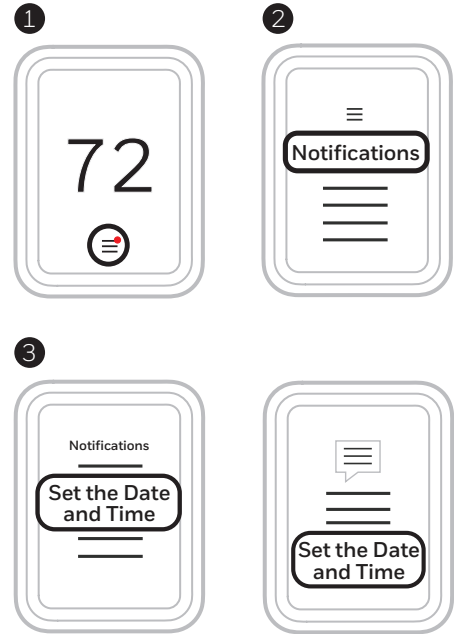 1
72
2
Notifications
3
Notifications
Set the Date
and Time
Set the Date
and Time